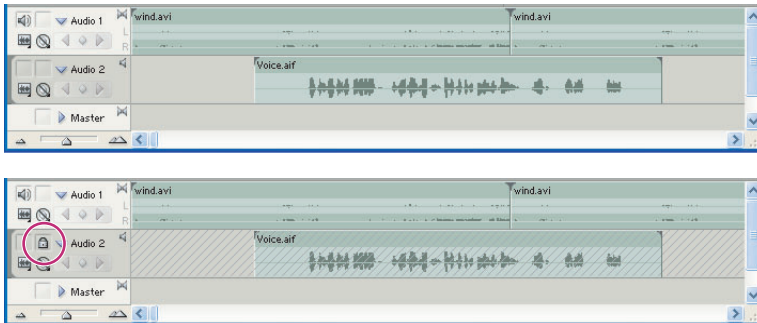 Audio 1
wind.avi
wind.avi
L
R
Audio 2
Voice.aif
Master
Audio 1
wind.avi
wind.avi
L
R
Audio 2
Voice.aif
Master